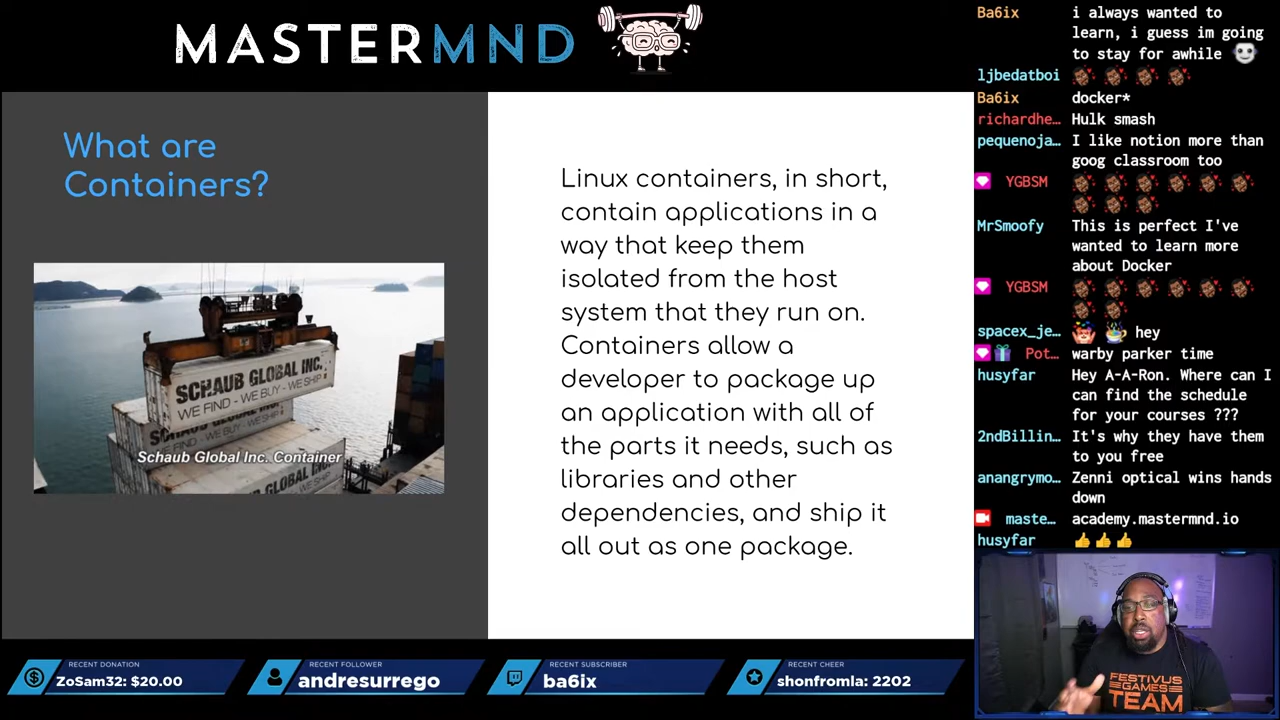 MASTERMND
What are
Containers?
SCHAUB GLOBAL INC.
WE FIND - WE BUY - WE SHIP
Schaub Global Inc. Container
Linux containers, in short,
contain applications in a
way that keep them
isolated from the host
system that they run on.
Containers allow a
developer to package up
an application with all of
the parts it needs, such as
libraries and other
dependencies, and ship it
all out as one package.
Ba6ix i always wanted to
learn, i guess im going
to stay for awhile
ljbedatboi
Ba6ix docker*
richardhe… Hulk smash
pequenoja… I like notion more than
goog classroom too
YGBSM
MrSmoofy This is perfect I've
wanted to learn more
about Docker
YGBSM
spacex_je… hey
Pot… warby parker time
husyfar Hey A-A-Ron. Where can I
can find the schedule
for your courses ???
2ndBillin… It's why they have them
to you free
anangrymo… Zenni optical wins hands
down
maste… academy.mastermnd.io
husyfar 👍👍👍
FESTIVUS
GAMES
TEAM
RECENT DONATION
ZoSam32: $20.00
RECENT FOLLOWER
andresurrego
RECENT SUBSCRIBER
ba6ix
RECENT CHEER
shonfromla: 2202